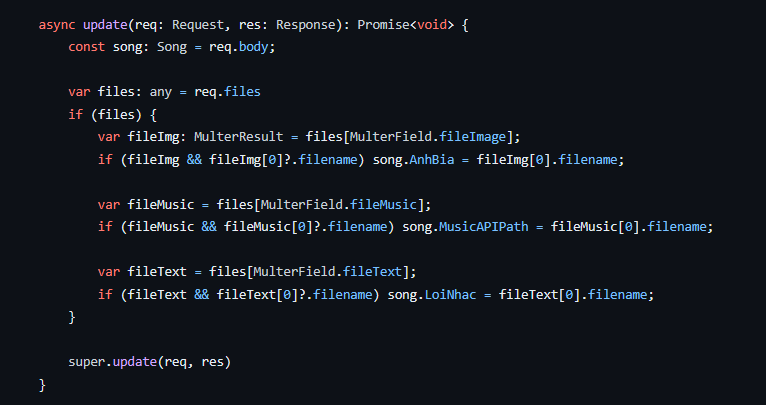 async update(req: Request, res: Response): Promise<void> {
const song: Song = req.body;
var files: any = req.files
if (files) {
var fileImg: MulterResult = files[MulterField.fileImage];
if (fileImg && fileImg[0]?.filename) song.AnhBia = fileImg[0].filename;
var fileMusic = files[MulterField.fileMusic];
if (fileMusic && fileMusic[0]?.filename) song.MusicAPIPath = fileMusic[0].filename;
var fileText = files[MulterField.fileText];
if (fileText && fileText[0]?.filename) song.LoiNhac = fileText[0].filename;
}
super.update(req, res)
}